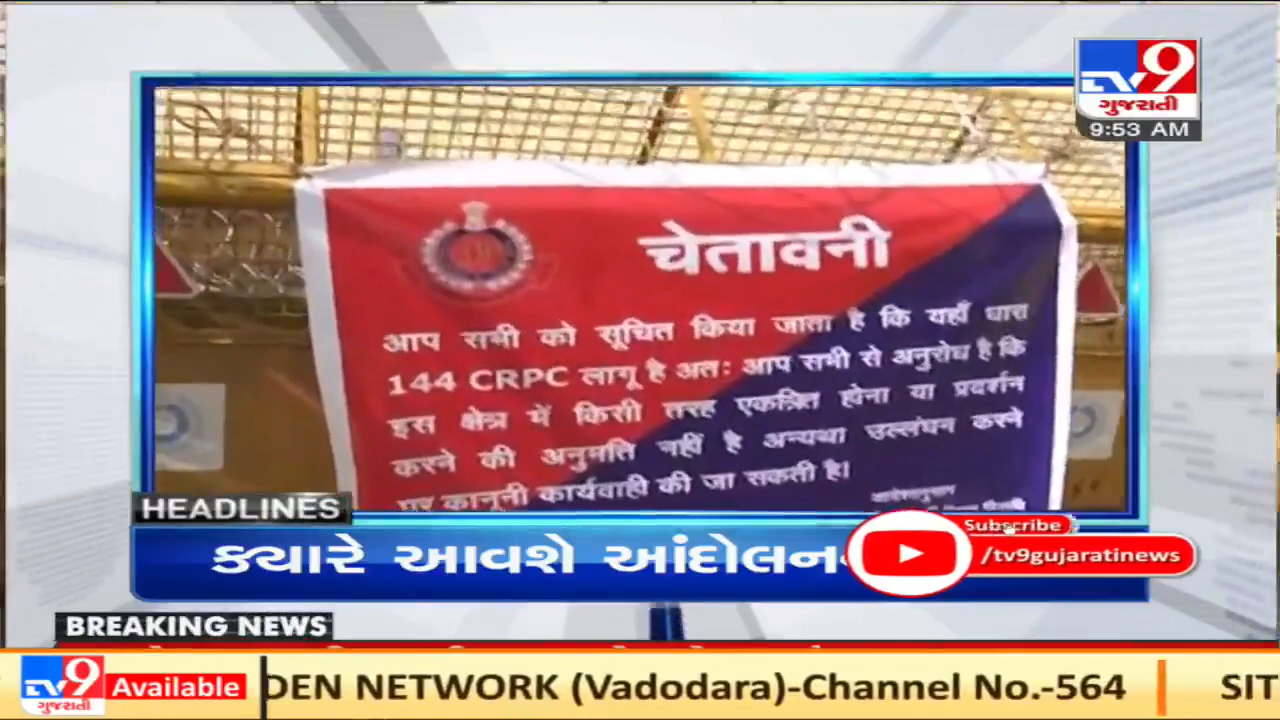 TV9
ગુજરાતી
9:53 AM
चेतावनी
आप सभी को सूचित किया जाता है कि यहाँ धारा
144 CRPC लागू है अतः आप सभी से अनुरोध है कि
इस क्षेत्र में किसी तरह एकत्रित होना या प्रदर्शन
करने की अनुमति नहीं है अन्यथा उल्लंघन करने
पर कानूनी कार्यवाही की जा सकती है।
HEADLINES
ક્યારે આવશે
Subscribe
/tv9gujaratinews
BREAKING NEWS
TV9
ગુજરાતી
Available
DEN NETWORK (Vadodara)-Channel No.-564
SIT